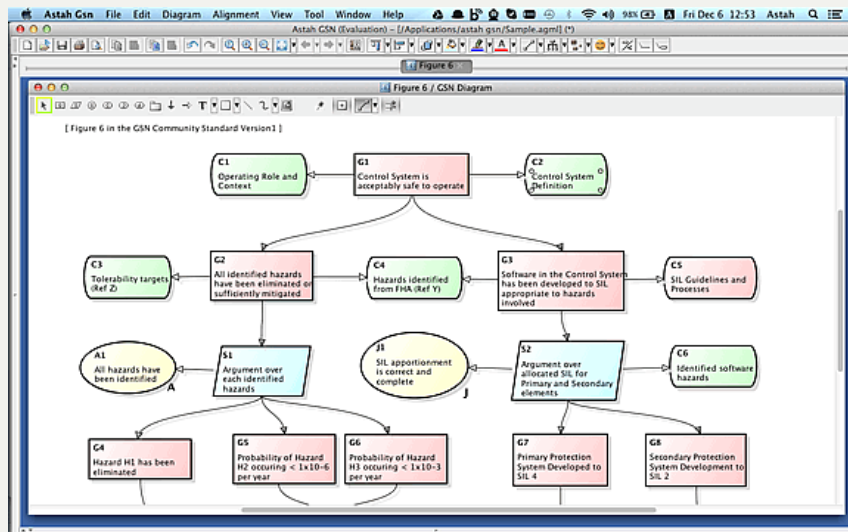 Astah Gsn File Edit Diagram Alignment View Tool Window Help 98% Fri Dec 6 12:53 Astah
Astah GSN (Evaluation) – [/Applications/astah gsn/Sample.agml] (*)
Figure 6
Figure 6 / GSN Diagram
[ Figure 6 in the GSN Community Standard Version1 ]
C1
Operating Role and
Context
G1
Control System is
acceptably safe to operate
C2
Control System
Definition
C3
Tolerability targets
(Ref Z)
G2
All identified hazards
have been eliminated or
sufficiently mitigated
C4
Hazards identified
from FHA (Ref Y)
G3
Software in the Control System
has been developed to SIL
appropriate to hazards
involved
C5
SIL Guidelines and
Processes
A1
All hazards have
been identified
A
S1
Argument over
each identified
hazards
J1
SIL apportionment
is correct and
complete
J
S2
Argument over
allocated SIL for
Primary and Secondary
elements
C6
Identified software
hazards
G4
Hazard H1 has been
eliminated
G5
Probability of Hazard
H2 occuring < 1x10-6
per year
G6
Probability of Hazard
H3 occuring < 1x10-3
per year
G7
Primary Protection
System Developed to
SIL 4
G8
Secondary Protection
System Development to
SIL 2